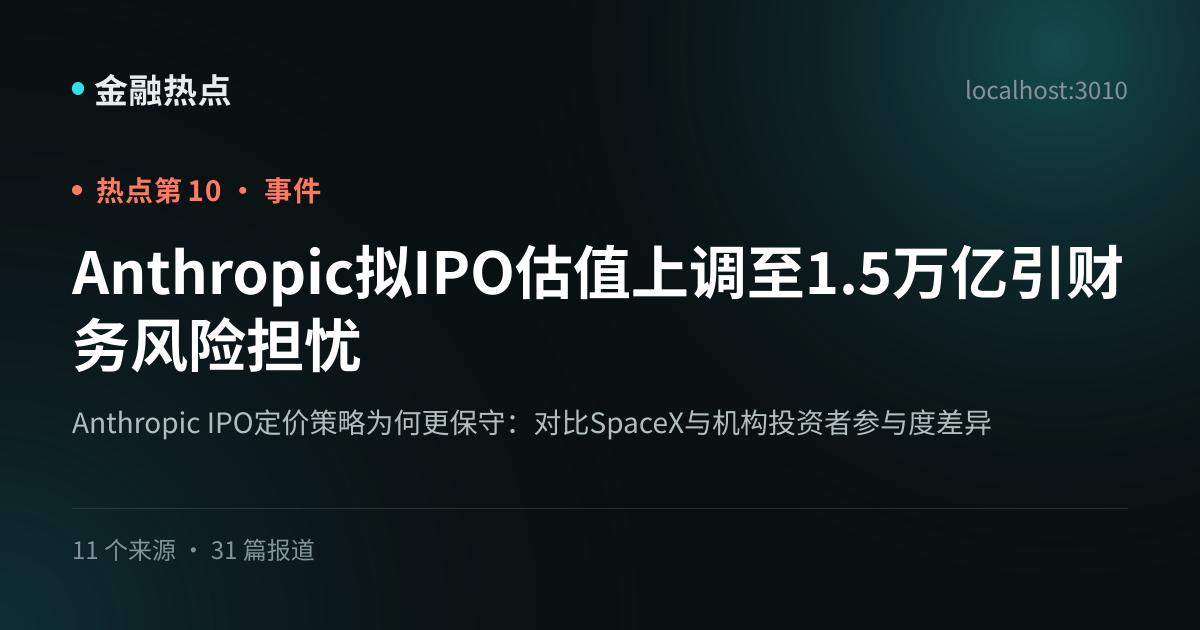 金融热点
localhost:3010
热点第 10 · 事件
Anthropic拟IPO估值上调至1.5万亿引财
务风险担忧
Anthropic IPO定价策略为何更保守：对比SpaceX与机构投资者参与度差异
11 个来源 · 31 篇报道